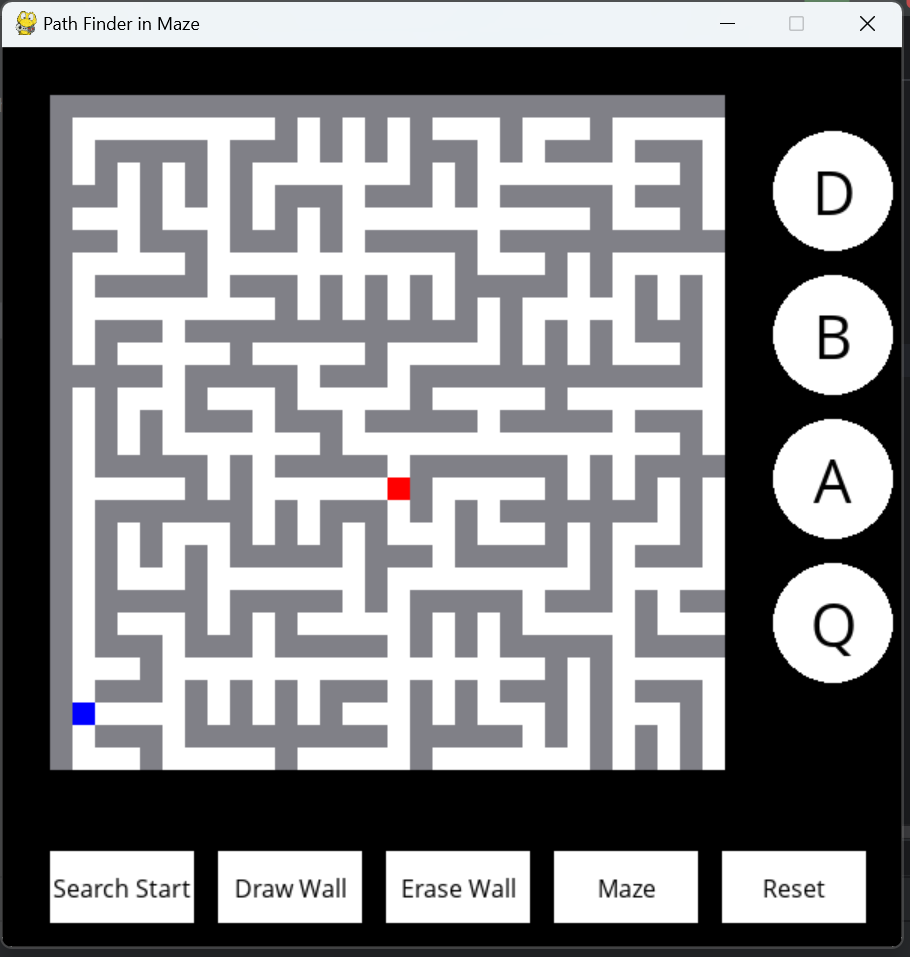 Path Finder in Maze
D
B
A
Q
Search Start
Draw Wall
Erase Wall
Maze
Reset